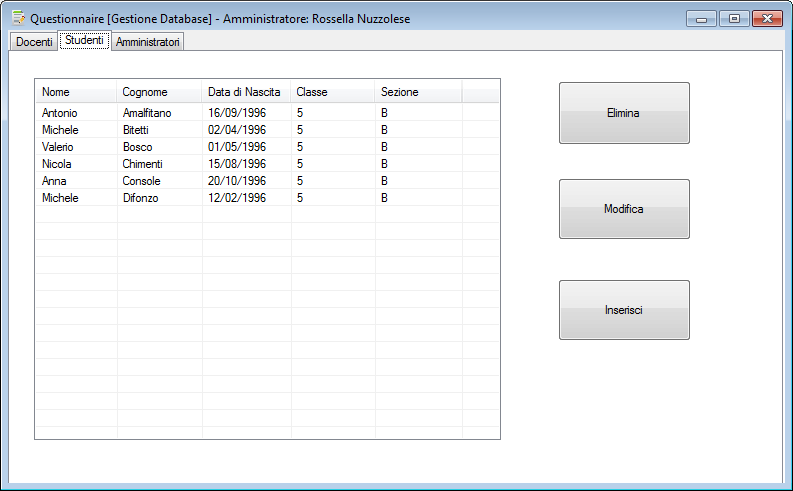 Questionnaire [Gestione Database] - Amministratore: Rossella Nuzzolese
Docenti Studenti Amministratori
Nome Cognome Data di Nascita Classe Sezione
Antonio Amalfitano 16/09/1996 5 B
Michele Bitetti 02/04/1996 5 B
Valerio Bosco 01/05/1996 5 B
Nicola Chimenti 15/08/1996 5 B
Anna Console 20/10/1996 5 B
Michele Difonzo 12/02/1996 5 B
Elimina
Modifica
Inserisci